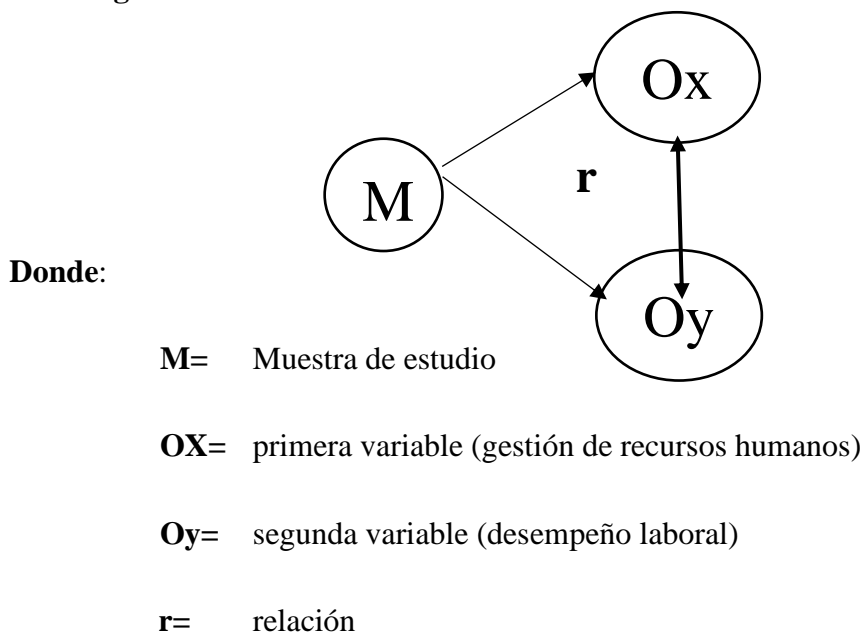 Ox
M
r
Oy
Donde:
M= Muestra de estudio
OX= primera variable (gestión de recursos humanos)
Oy= segunda variable (desempeño laboral)
r= relación